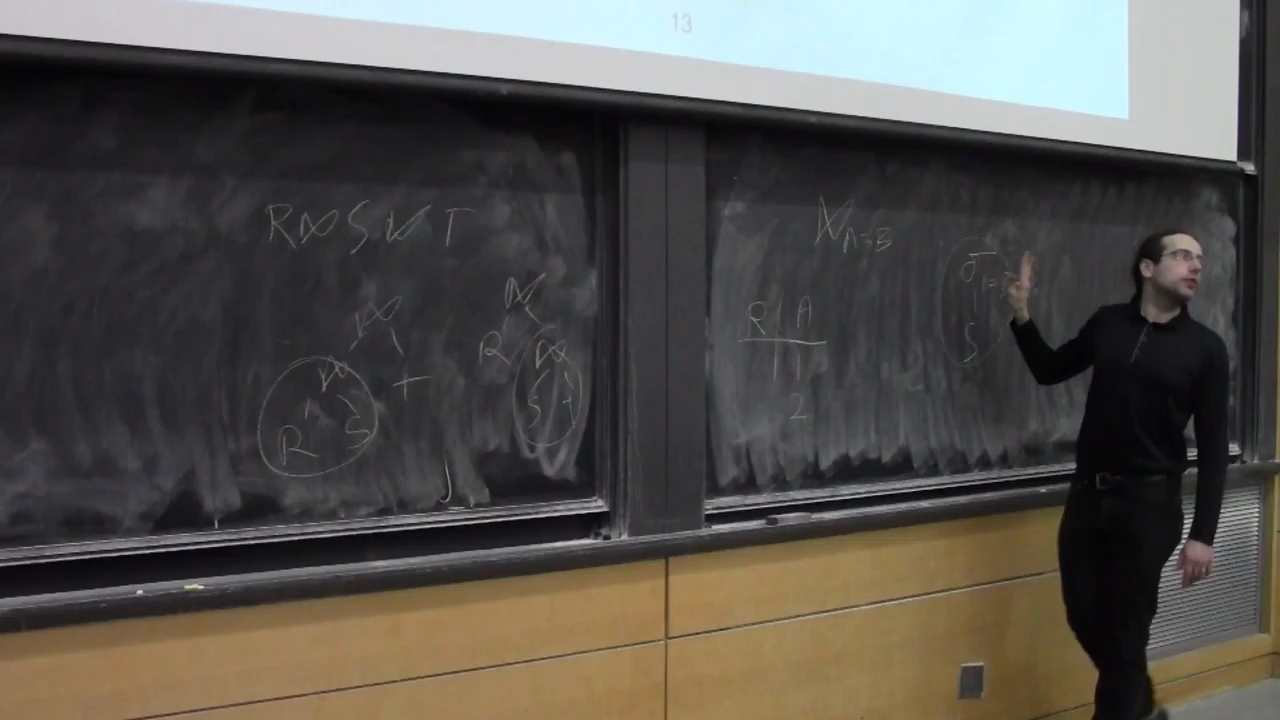 13
R ⋈ S ⋈ T
⋈
⋈ T
R S
⋈
R ⋈
S T
⋈ A=B
R | A
1
2
σ
S